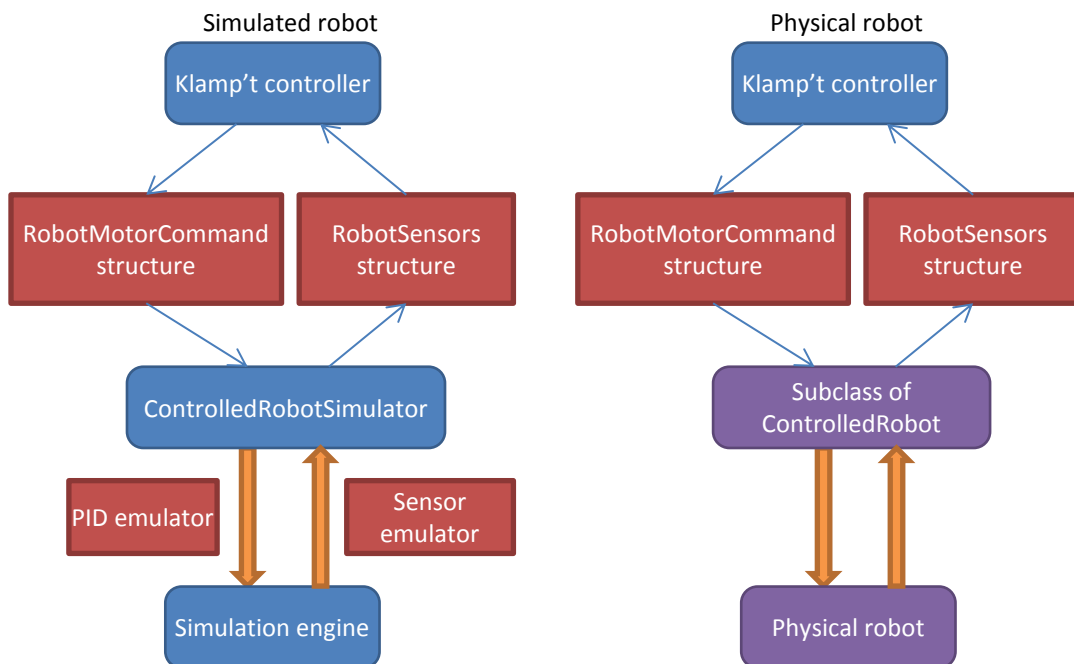 Simulated robot
Klamp't controller
RobotMotorCommand
structure
RobotSensors
structure
ControlledRobotSimulator
PID emulator
Sensor
emulator
Simulation engine
Physical robot
Klamp't controller
RobotMotorCommand
structure
RobotSensors
structure
Subclass of
ControlledRobot
Physical robot